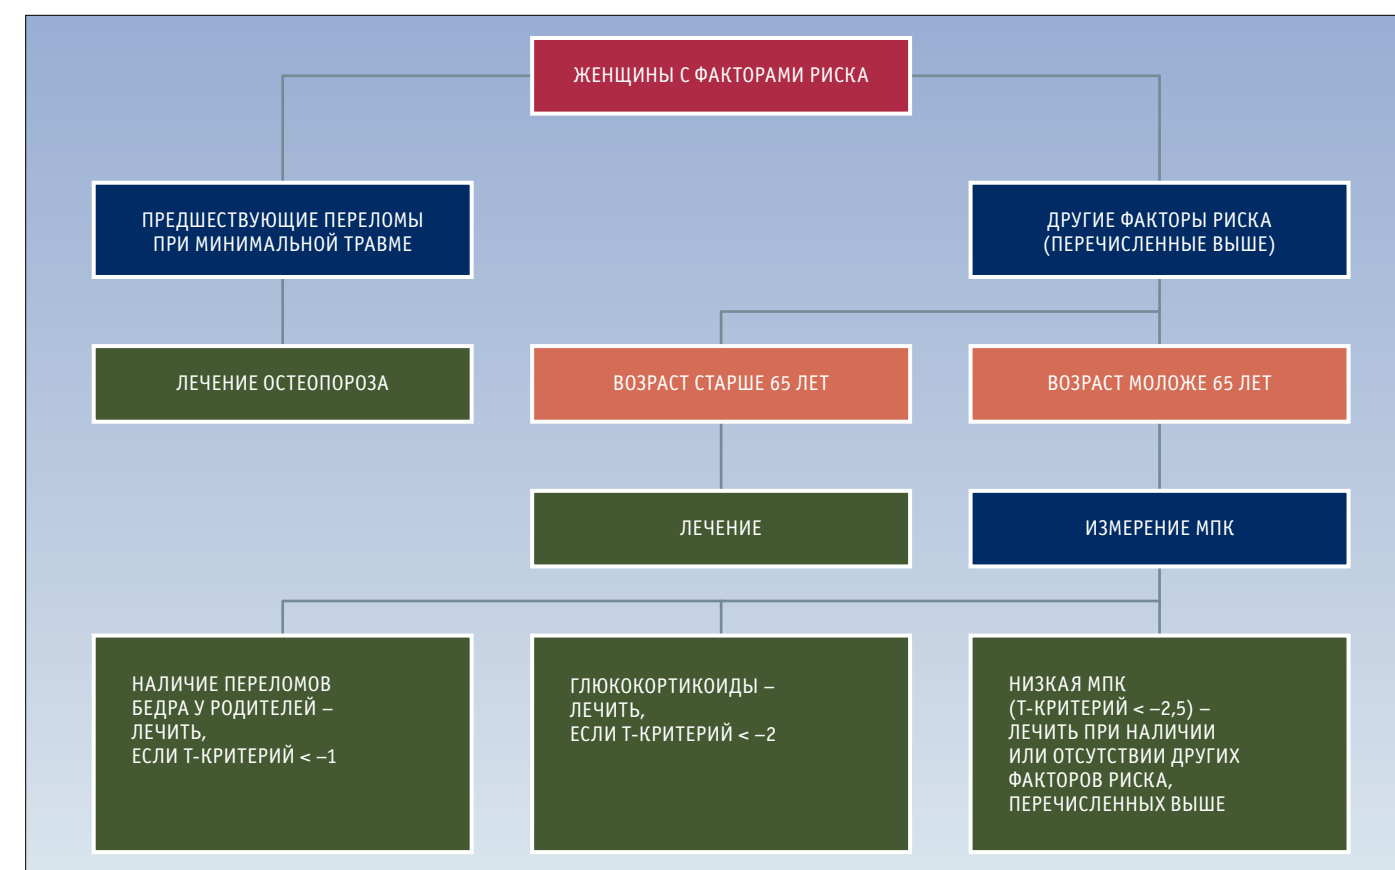 ЖЕНЩИНЫ С ФАКТОРАМИ РИСКА
ПРЕДШЕСТВУЮЩИЕ ПЕРЕЛОМЫ
ПРИ МИНИМАЛЬНОЙ ТРАВМЕ
ДРУГИЕ ФАКТОРЫ РИСКА
(ПЕРЕЧИСЛЕННЫЕ ВЫШЕ)
ЛЕЧЕНИЕ ОСТЕОПОРОЗА
ВОЗРАСТ СТАРШЕ 65 ЛЕТ
ВОЗРАСТ МОЛОЖЕ 65 ЛЕТ
ЛЕЧЕНИЕ
ИЗМЕРЕНИЕ МПК
НАЛИЧИЕ ПЕРЕЛОМОВ
БЕДРА У РОДИТЕЛЕЙ –
ЛЕЧИТЬ,
ЕСЛИ Т-КРИТЕРИЙ < –1
ГЛЮКОКОРТИКОИДЫ –
ЛЕЧИТЬ,
ЕСЛИ Т-КРИТЕРИЙ < –2
НИЗКАЯ МПК
(Т-КРИТЕРИЙ < –2,5) –
ЛЕЧИТЬ ПРИ НАЛИЧИИ
ИЛИ ОТСУТСТВИИ ДРУГИХ
ФАКТОРОВ РИСКА,
ПЕРЕЧИСЛЕННЫХ ВЫШЕ